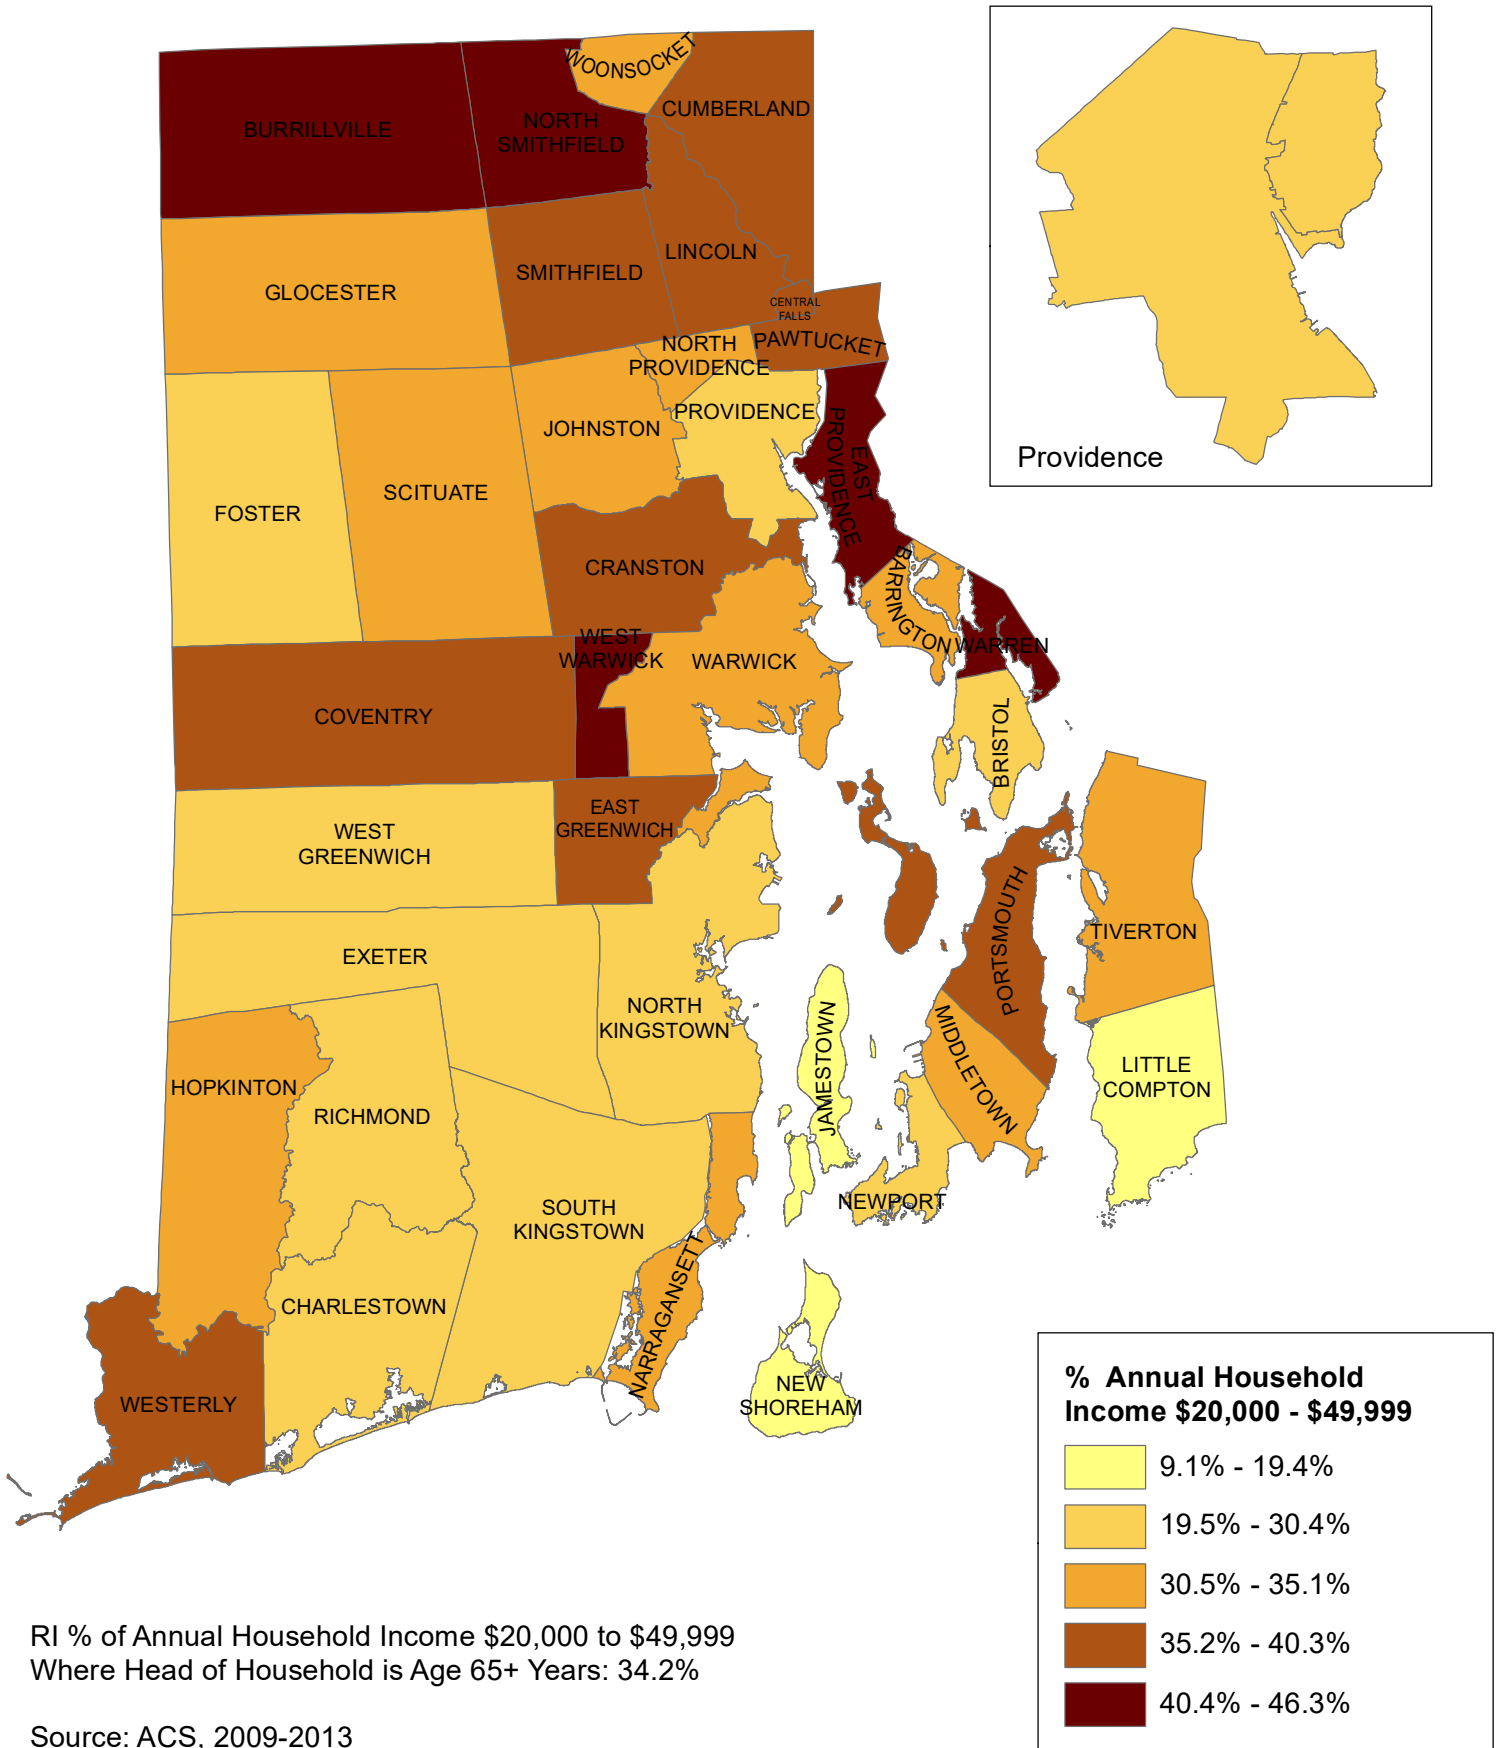 WOONSOCKET
CUMBERLAND
BURRILLVILLE
NORTH
SMITHFIELD
LINCOLN
SMITHFIELD
GLOCESTER
CENTRAL
FALLS
PAWTUCKET
NORTH
PROVIDENCE
PROVIDENCE
JOHNSTON
EAST
PROVIDENCE
SCITUATE
FOSTER
CRANSTON
BARRINGTON
WARREN
WEST
WARWICK
WARWICK
COVENTRY
BRISTOL
EAST
GREENWICH
WEST
GREENWICH
PORTSMOUTH
TIVERTON
EXETER
NORTH
KINGSTOWN
JAMESTOWN
MIDDLETOWN
LITTLE
COMPTON
HOPKINTON
RICHMOND
NEWPORT
SOUTH
KINGSTOWN
CHARLESTOWN
NARRAGANSETT
WESTERLY
NEW
SHOREHAM
Providence
% Annual Household
Income $20,000 - $49,999
9.1% - 19.4%
19.5% - 30.4%
30.5% - 35.1%
35.2% - 40.3%
40.4% - 46.3%
RI % of Annual Household Income $20,000 to $49,999
Where Head of Household is Age 65+ Years: 34.2%
Source: ACS, 2009-2013